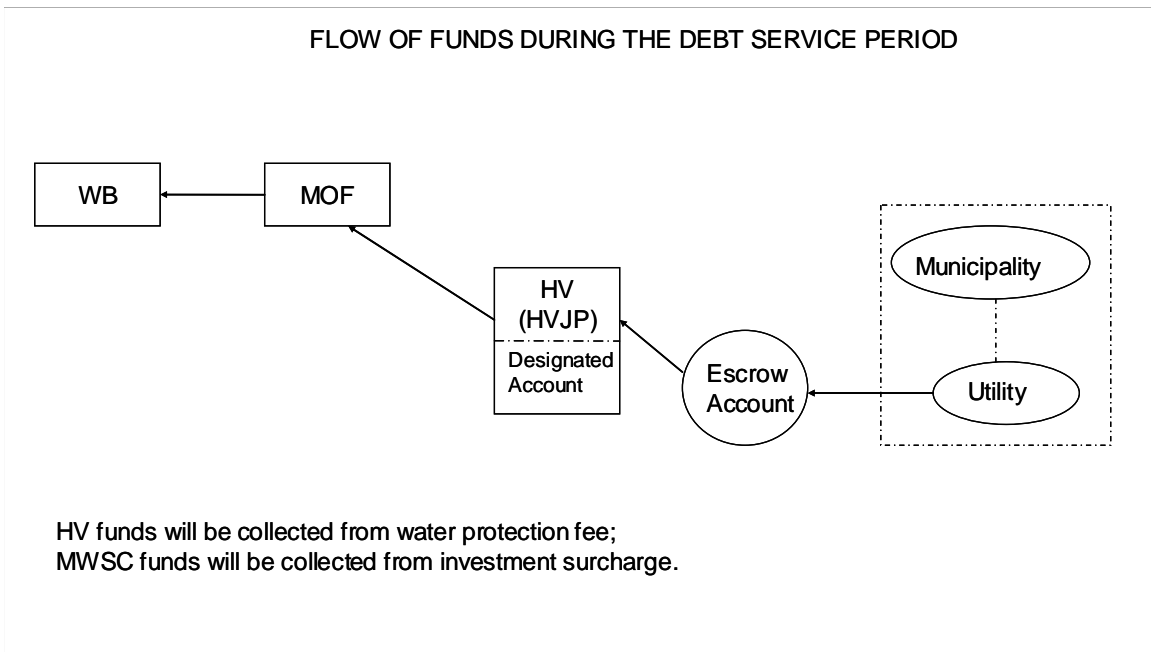 FLOW OF FUNDS DURING THE DEBT SERVICE PERIOD
WB
MOF
HV
(HVJP)
Designated
Account
Escrow
Account
Municipality
Utility
HV funds will be collected from water protection fee;
MWSC funds will be collected from investment surcharge.